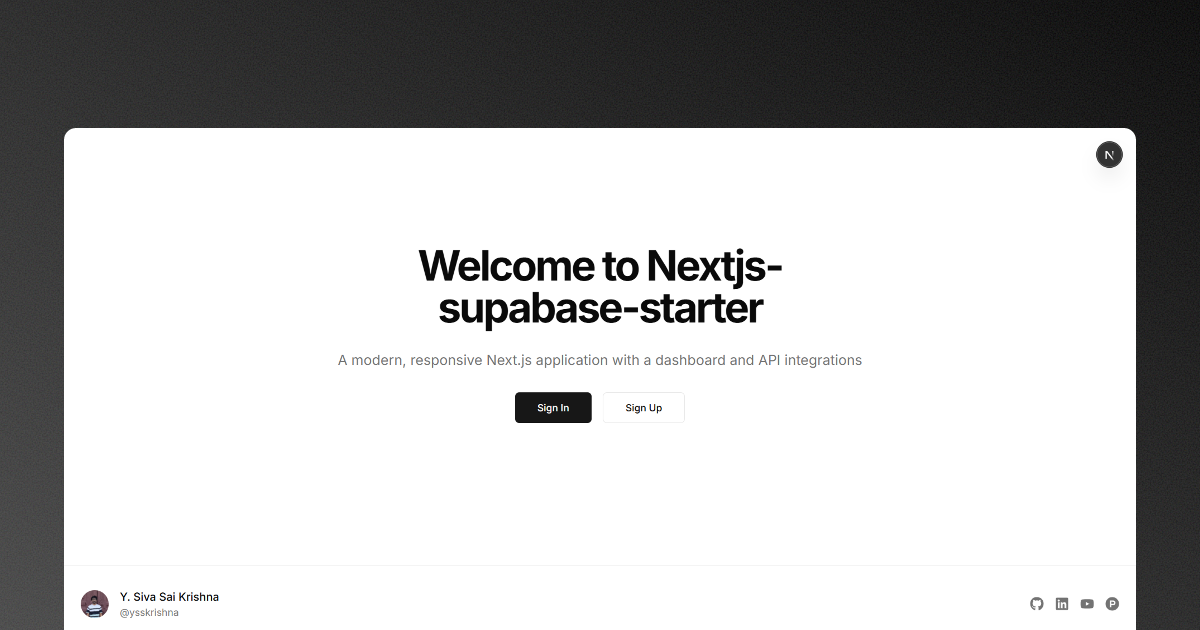 N
Welcome to Nextjs-
supabase-starter
A modern, responsive Next.js application with a dashboard and API integrations
Sign In
Sign Up
Y. Siva Sai Krishna
@ysskrishna